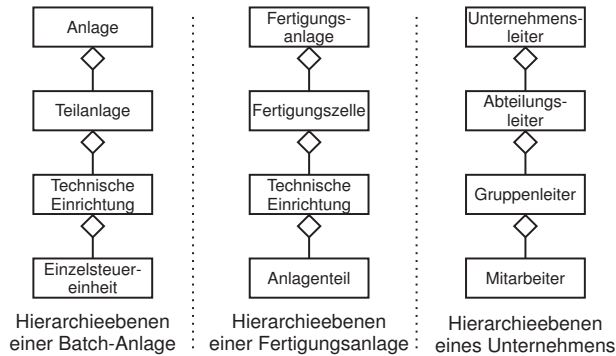 Anlage
Teilanlage
Technische
Einrichtung
Einzelsteuer-
einheit
Hierarchieebenen
einer Batch-Anlage
Fertigungs-
anlage
Fertigungszelle
Technische
Einrichtung
Anlagenteil
Hierarchieebenen
einer Fertigungsanlage
Unternehmens-
leiter
Abteilungs-
leiter
Gruppenleiter
Mitarbeiter
Hierarchieebenen
eines Unternehmens